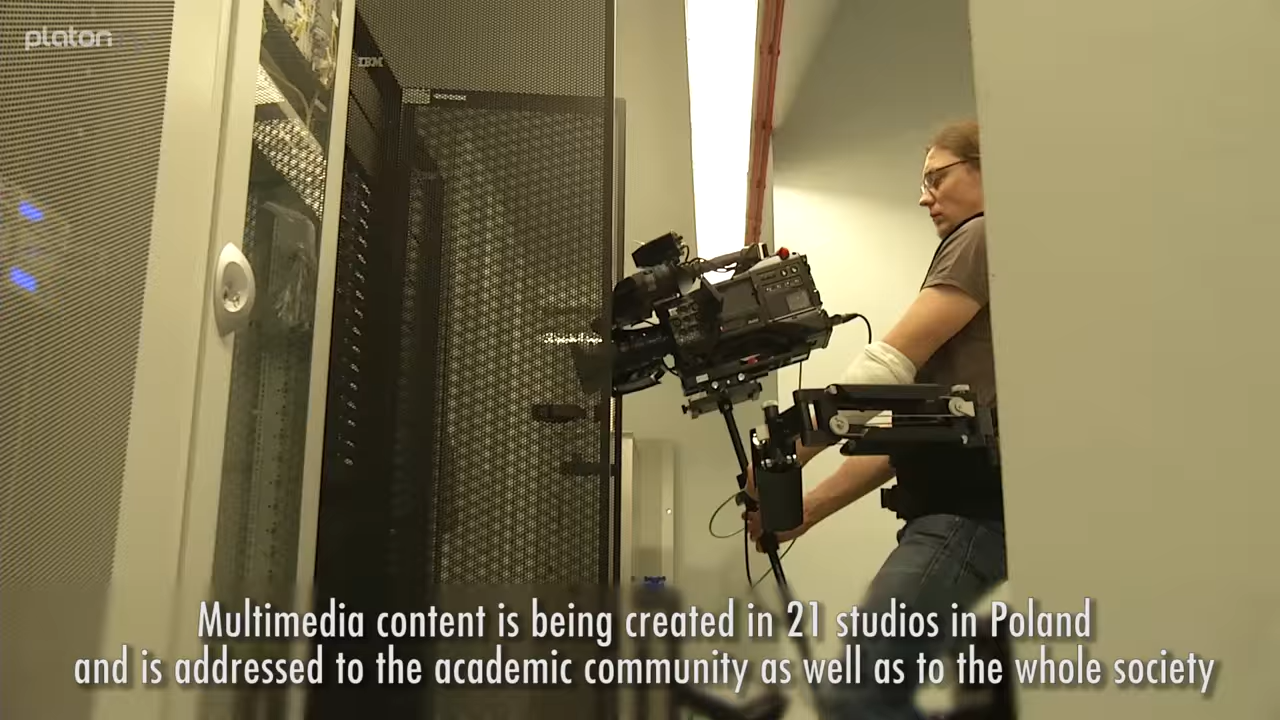 platon
IBM
Multimedia content is being created in 21 studios in Poland
and is addressed to the academic community as well as to the whole society